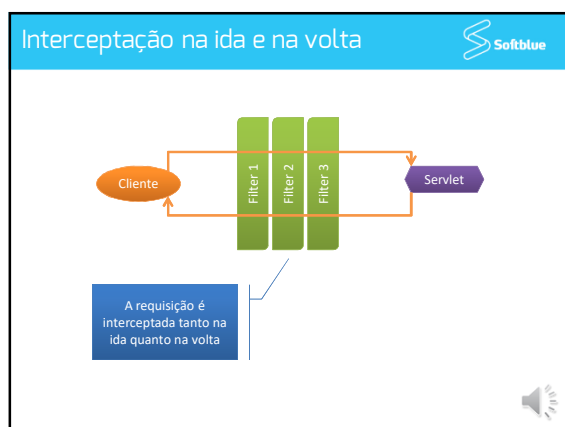 Interceptação na ida e na volta
Softblue
Cliente
Filter 1
Filter 2
Filter 3
Servlet
A requisição é
interceptada tanto na
ida quanto na volta